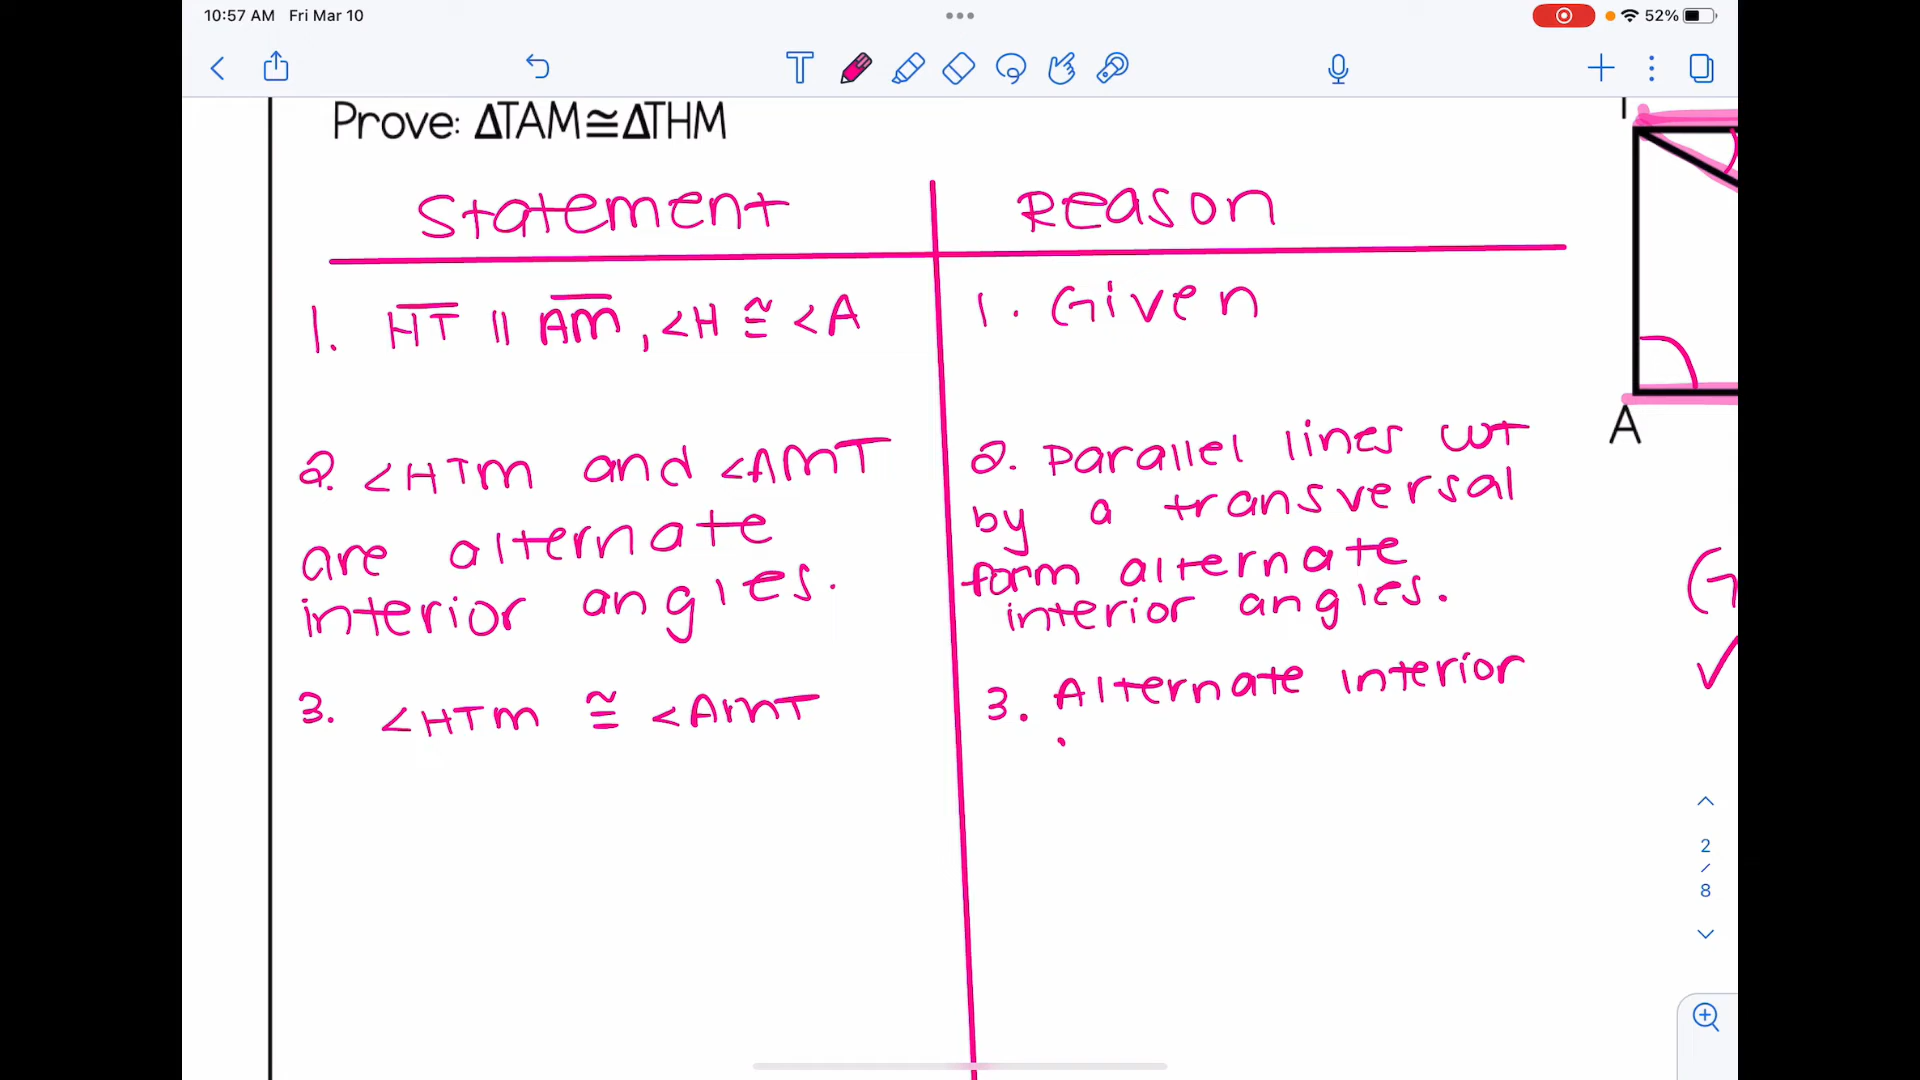 10:57 AM Fri Mar 10
52%
Prove: ΔTAM≅ΔTHM
T
Statement
Reason
1. HT || AM, <H ≅ <A
1. Given
A
2. <HTM and <AMT
are alternate
interior angles.
2. Parallel lines cut
by a transversal
form alternate
interior angles.
G
✓
3. <HTM ≅ <AMT
3. Alternate interior
2
/
8